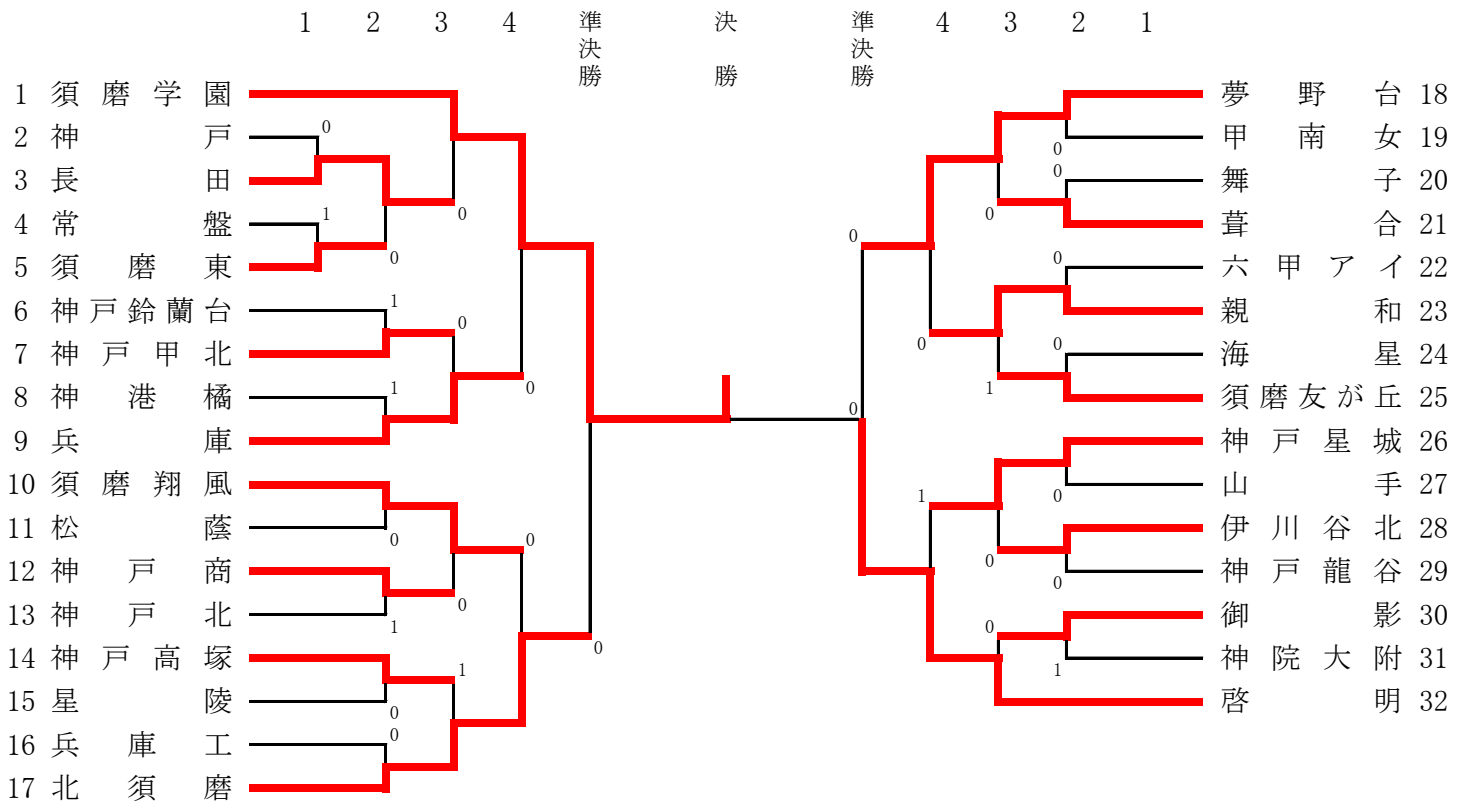 1 2 3 4 準決勝 決勝 準決勝 4 3 2 1
1 須磨学園
2 神戸
3 長田
4 常盤
5 須磨東
6 神戸鈴蘭台
7 神戸甲北
8 神港橘
9 兵庫
10 須磨翔風
11 松蔭
12 神戸商
13 神戸北
14 神戸高塚
15 星陵
16 兵庫工
17 北須磨
0
1
0
0
1
0
1
0
0
0
0
1
1
0
0
0
0
0
夢野台 18
甲南女 19
舞子 20
葺合 21
六甲アイ 22
親和 23
海星 24
須磨友が丘 25
神戸星城 26
山手 27
伊川谷北 28
神戸龍谷 29
御影 30
神院大附 31
啓明 32
0
0
0
0
0
0
0
1
0
1
0
0
0
0
1